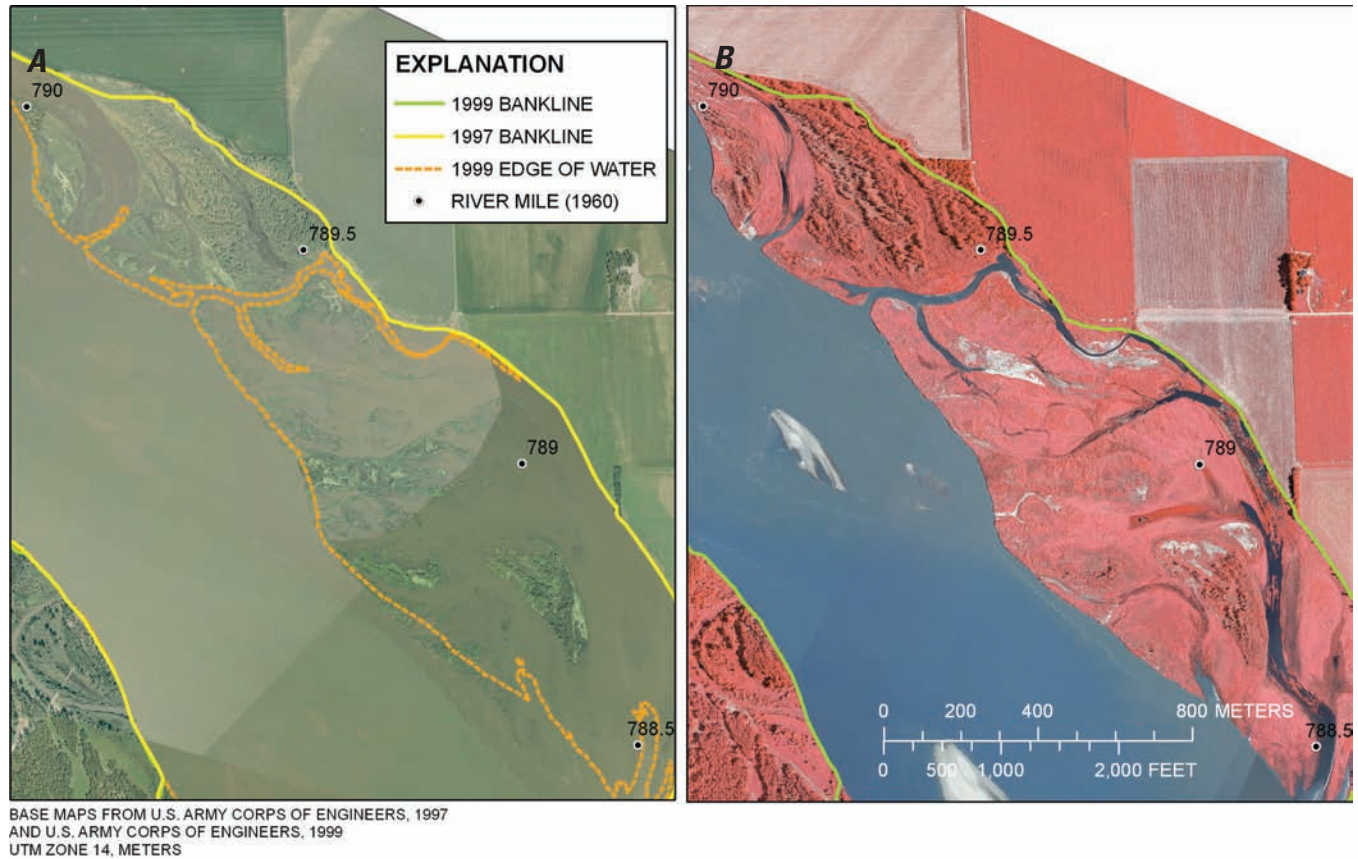 A
790
EXPLANATION
1999 BANKLINE
1997 BANKLINE
1999 EDGE OF WATER
RIVER MILE (1960)
789.5
789
788.5
B
790
789.5
789
788.5
0 200 400 800 METERS
0 500 1,000 2,000 FEET
BASE MAPS FROM U.S. ARMY CORPS OF ENGINEERS, 1997
AND U.S. ARMY CORPS OF ENGINEERS, 1999
UTM ZONE 14, METERS